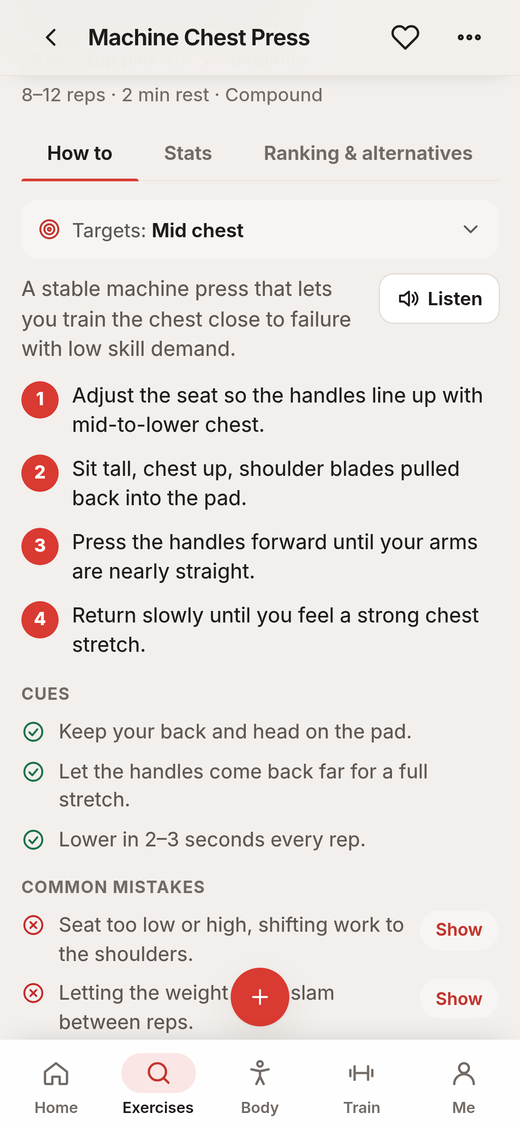 Machine Chest Press
8–12 reps · 2 min rest · Compound
How to
Stats
Ranking & alternatives
Targets: Mid chest
A stable machine press that lets
you train the chest close to failure
with low skill demand.
Listen
1 Adjust the seat so the handles line up with
mid-to-lower chest.
2 Sit tall, chest up, shoulder blades pulled
back into the pad.
3 Press the handles forward until your arms
are nearly straight.
4 Return slowly until you feel a strong chest
stretch.
CUES
Keep your back and head on the pad.
Let the handles come back far for a full
stretch.
Lower in 2–3 seconds every rep.
COMMON MISTAKES
Seat too low or high, shifting work to
the shoulders.
Show
Letting the weight slam
between reps.
Show
Home
Exercises
Body
Train
Me